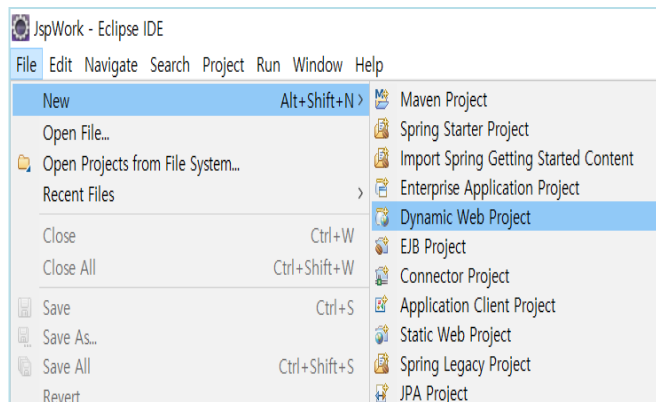 JspWork - Eclipse IDE
File Edit Navigate Search Project Run Window Help
New Alt+Shift+N >
Open File...
Open Projects from File System...
Recent Files >
Close Ctrl+W
Close All Ctrl+Shift+W
Save Ctrl+S
Save As...
Save All Ctrl+Shift+S
Revert
Maven Project
Spring Starter Project
Import Spring Getting Started Content
Enterprise Application Project
Dynamic Web Project
EJB Project
Connector Project
Application Client Project
Static Web Project
Spring Legacy Project
JPA Project